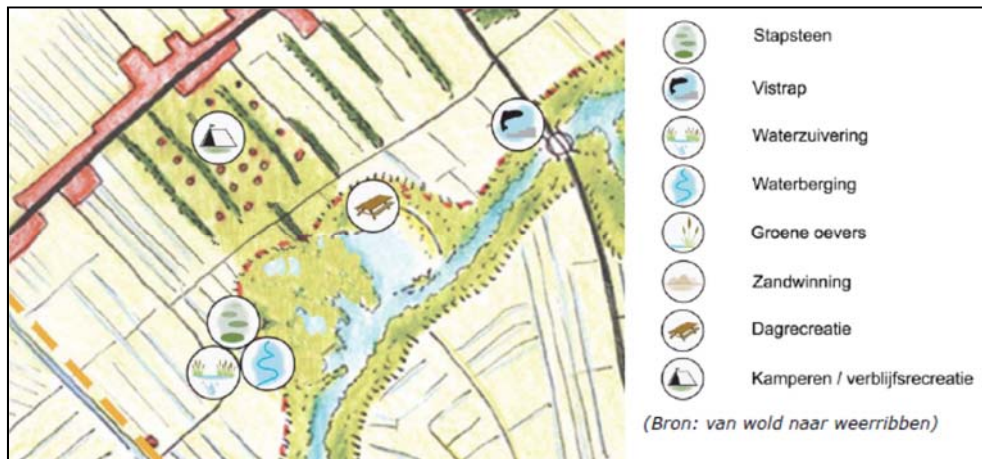 Stapsteen
Vistrap
Waterzuivering
Waterberging
Groene oevers
Zandwinning
Dagrecreatie
Kamperen / verblijfsrecreatie
(Bron: van wold naar weerribben)